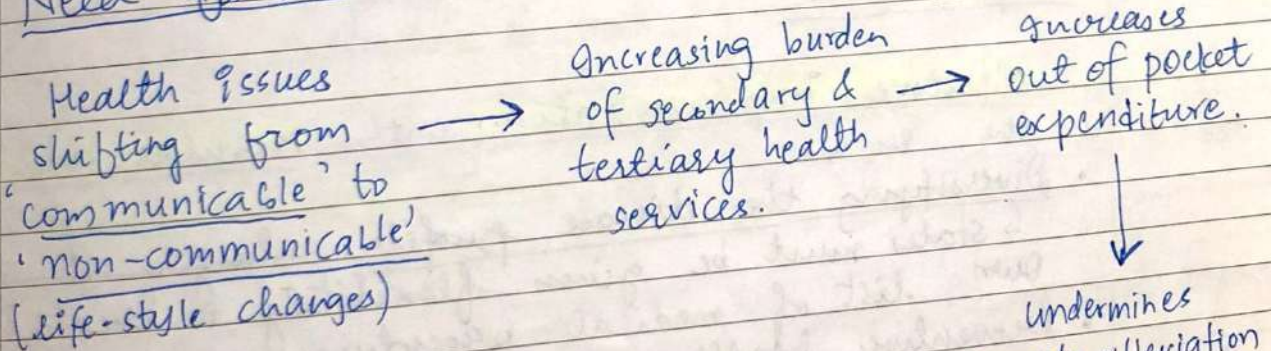 Need
Health issues
shifting from
'communicable' to
'non-communicable'
(life-style changes)
→
Increasing burden
of secondary &
tertiary health
services.
→
Increases
out of pocket
expenditure.
↓
undermines
alleviation